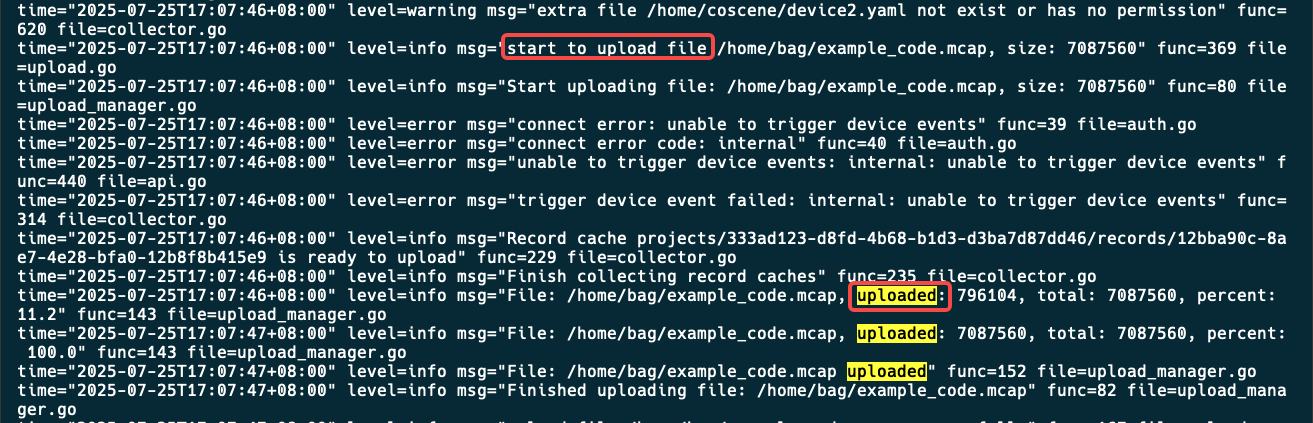 time="2025-07-25T17:07:46+08:00" level=warning msg="extra file /home/coscene/device2.yaml not exist or has no permission" func=
620 file=collector.go
time="2025-07-25T17:07:46+08:00" level=info msg="start to upload file /home/bag/example_code.mcap, size: 7087560" func=369 file
=upload.go
time="2025-07-25T17:07:46+08:00" level=info msg="Start uploading file: /home/bag/example_code.mcap, size: 7087560" func=80 file
=upload_manager.go
time="2025-07-25T17:07:46+08:00" level=error msg="connect error: unable to trigger device events" func=39 file=auth.go
time="2025-07-25T17:07:46+08:00" level=error msg="connect error code: internal" func=40 file=auth.go
time="2025-07-25T17:07:46+08:00" level=error msg="unable to trigger device events: internal: unable to trigger device events" f
unc=440 file=api.go
time="2025-07-25T17:07:46+08:00" level=error msg="trigger device event failed: internal: unable to trigger device events" func=
314 file=collector.go
time="2025-07-25T17:07:46+08:00" level=info msg="Record cache projects/333ad123-d8fd-4b68-b1d3-d3ba7d87dd46/records/12bba90c-8a
e7-4e28-bfa0-12b8f8b415e9 is ready to upload" func=229 file=collector.go
time="2025-07-25T17:07:46+08:00" level=info msg="Finish collecting record caches" func=235 file=collector.go
time="2025-07-25T17:07:46+08:00" level=info msg="File: /home/bag/example_code.mcap, uploaded: 796104, total: 7087560, percent:
11.2" func=143 file=upload_manager.go
time="2025-07-25T17:07:47+08:00" level=info msg="File: /home/bag/example_code.mcap, uploaded: 7087560, total: 7087560, percent:
 100.0" func=143 file=upload_manager.go
time="2025-07-25T17:07:47+08:00" level=info msg="File: /home/bag/example_code.mcap uploaded" func=152 file=upload_manager.go
time="2025-07-25T17:07:47+08:00" level=info msg="Finished uploading file: /home/bag/example_code.mcap" func=82 file=upload_mana
ger.go